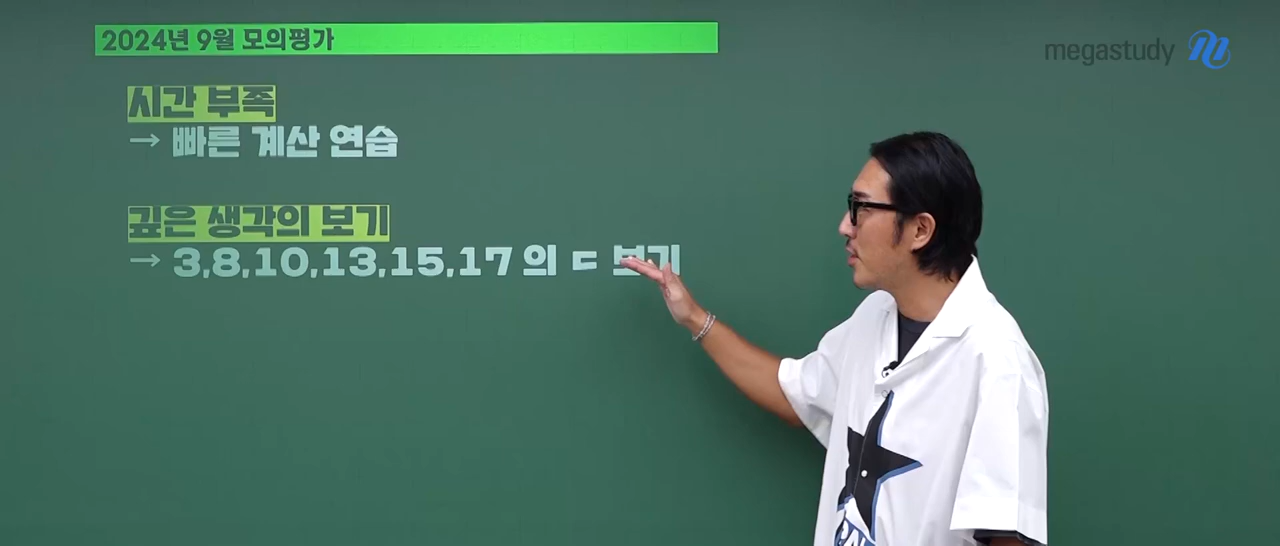 2024년 9월 모의평가
megastudy
시간 부족
→ 빠른 계산 연습
깊은 생각의 보기
→ 3,8,10,13,15,17 의 ㄷ 보기